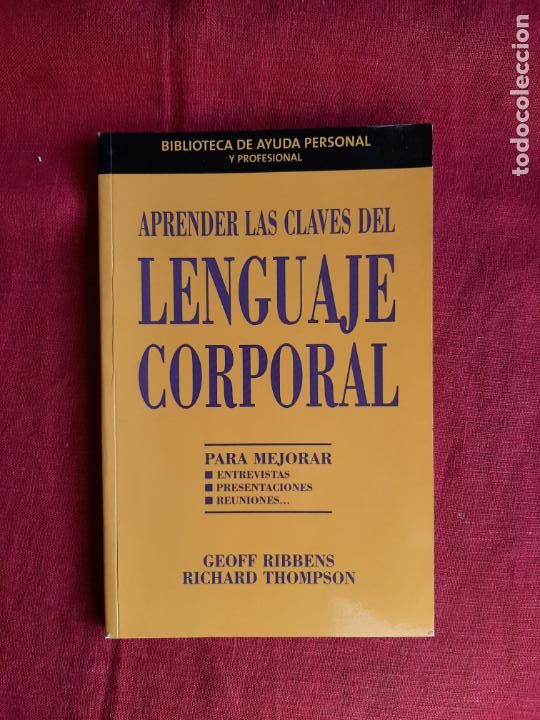 BIBLIOTECA DE AYUDA PERSONAL
Y PROFESIONAL
APRENDER LAS CLAVES DEL
LENGUAJE
CORPORAL
PARA MEJORAR
■ ENTREVISTAS
■ PRESENTACIONES
■ REUNIONES...
GEOFF RIBBENS
RICHARD THOMPSON
todocoleccion